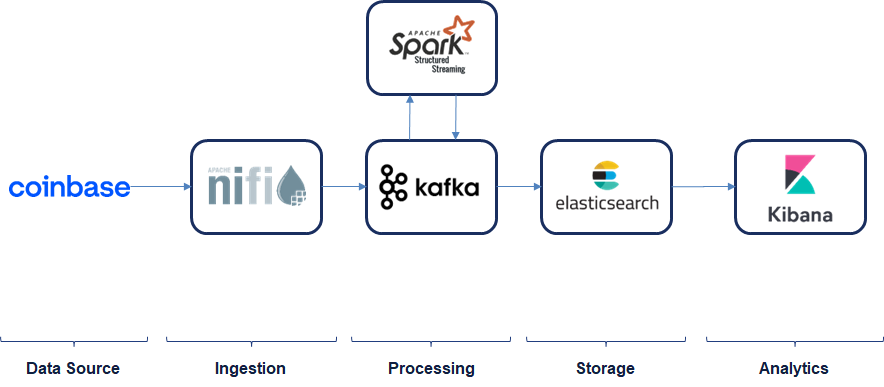 APACHE
Spark
Structured
Streaming
coinbase
APACHE
nifi
kafka
elasticsearch
Kibana
Data Source
Ingestion
Processing
Storage
Analytics